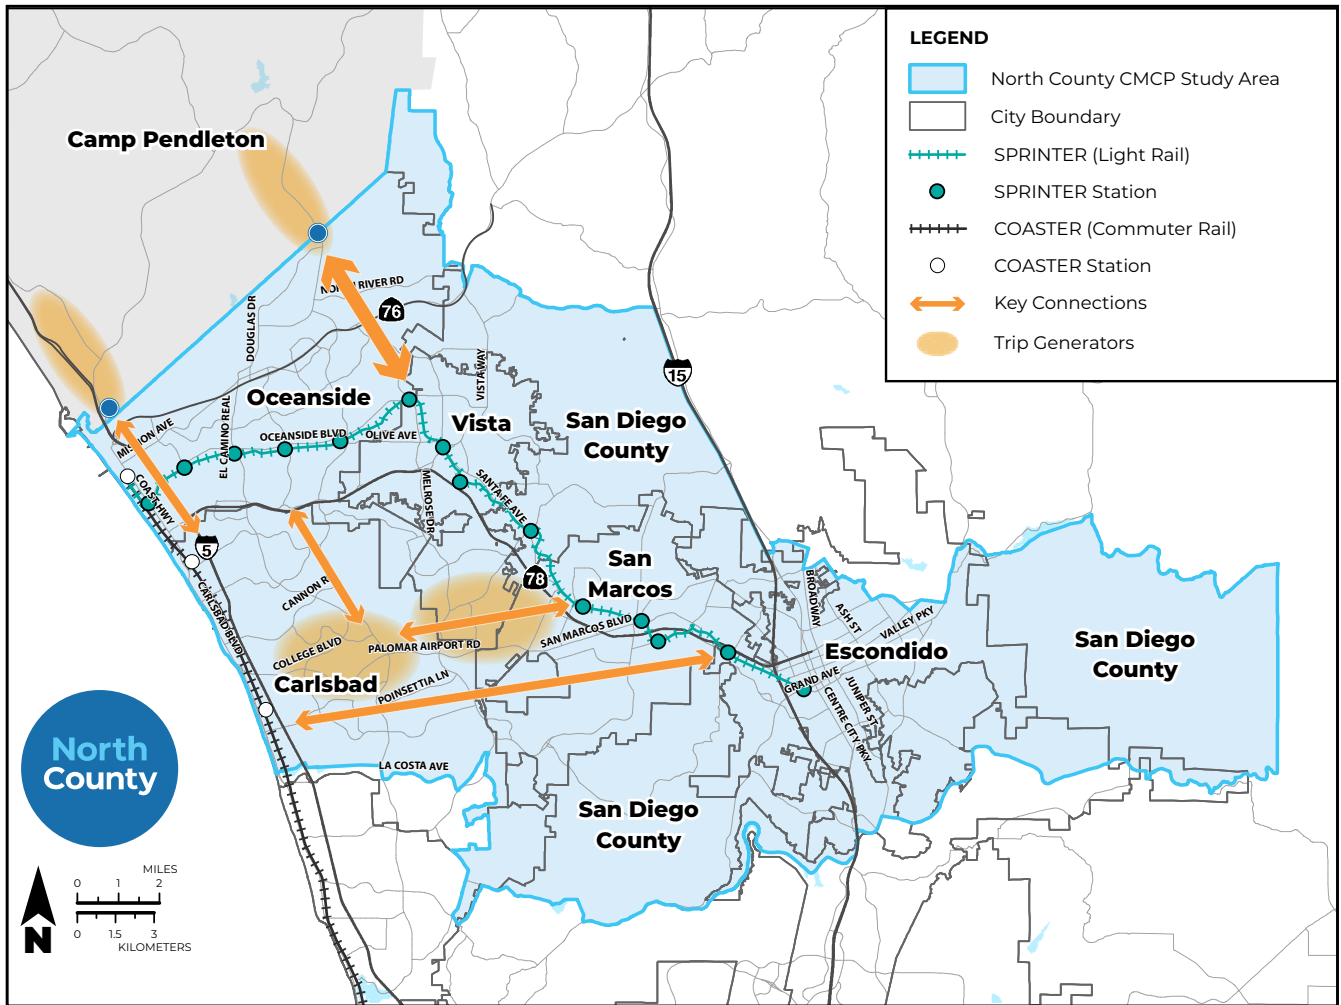 LEGEND
North County CMCP Study Area
City Boundary
SPRINTER (Light Rail)
SPRINTER Station
COASTER (Commuter Rail)
COASTER Station
Key Connections
Trip Generators
Camp Pendleton
NORTH RIVER RD
76
DOUGLAS DR
15
VISTA WAY
Oceanside
EL CAMINO REAL
MISSION AVE
OCEANSIDE BLVD
OLIVE AVE
Vista
San Diego
County
MELROSE DR
SANTA FE AVE
COAST HWY
5
78
San
Marcos
CANNON R
CARLSBAD BLVD
COLLEGE BLVD
PALOMAR AIRPORT RD
SAN MARCOS BLVD
BROADWAY
ASH ST
VALLEY PKY
Escondido
San Diego
County
Carlsbad
POINSETTIA LN
GRAND AVE
JUNIPER ST
CENTRE CITY PKY
LA COSTA AVE
North
County
San Diego
County
MILES
0 1 2
0 1.5 3
KILOMETERS
N